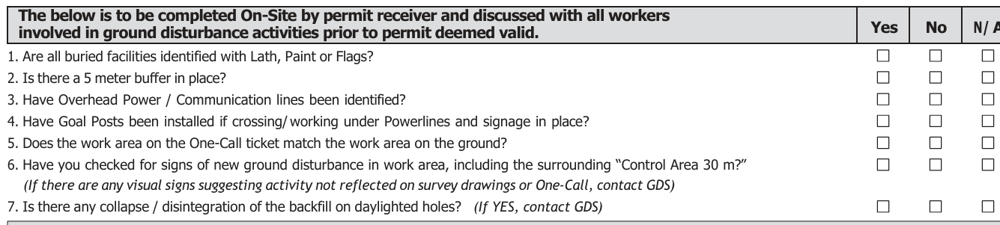 The below is to be completed On-Site by permit receiver and discussed with all workers
involved in ground disturbance activities prior to permit deemed valid.
Yes No N/ A
1. Are all buried facilities identified with Lath, Paint or Flags?
2. Is there a 5 meter buffer in place?
3. Have Overhead Power / Communication lines been identified?
4. Have Goal Posts been installed if crossing/working under Powerlines and signage in place?
5. Does the work area on the One-Call ticket match the work area on the ground?
6. Have you checked for signs of new ground disturbance in work area, including the surrounding “Control Area 30 m?”
(If there are any visual signs suggesting activity not reflected on survey drawings or One-Call, contact GDS)
7. Is there any collapse / disintegration of the backfill on daylighted holes? (If YES, contact GDS)